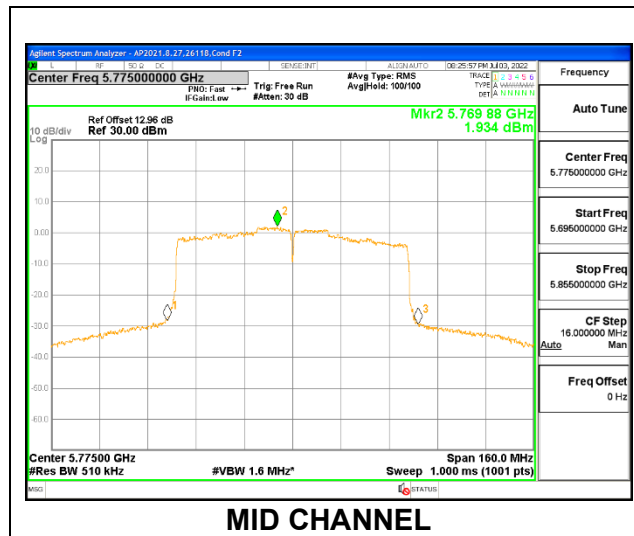 Agilent Spectrum Analyzer - AP2021.8.27,26118,Cond F2
L RF 50 Ω DC SENSE:INT ALIGNAUTO 08:25:57 PM Jul 03, 2022
Center Freq 5.775000000 GHz
PNO: Fast
IFGain:Low
Trig: Free Run
#Atten: 30 dB
#Avg Type: RMS
Avg|Hold: 100/100
TRACE 1 2 3 4 5 6
TYPE A
DET A N N N N N
Ref Offset 12.96 dB
Ref 30.00 dBm
10 dB/div
Log
Mkr2 5.769 88 GHz
1.934 dBm
20.0
10.0
0.00
-10.0
-20.0
-30.0
-40.0
-50.0
-60.0
1
2
3
Center 5.77500 GHz
Span 160.0 MHz
#Res BW 510 kHz
#VBW 1.6 MHz*
Sweep 1.000 ms (1001 pts)
MSG
STATUS
Frequency
Auto Tune
Center Freq
5.775000000 GHz
Start Freq
5.695000000 GHz
Stop Freq
5.855000000 GHz
CF Step
16.000000 MHz
Auto Man
Freq Offset
0 Hz
MID CHANNEL